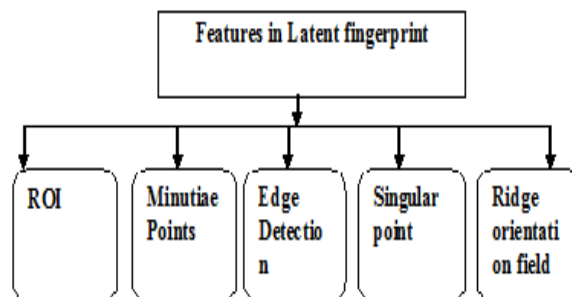 Features in Latent fingerprint
ROI
Minutiae
Points
Edge
Detectio
n
Singular
point
Ridge
orientati
on field